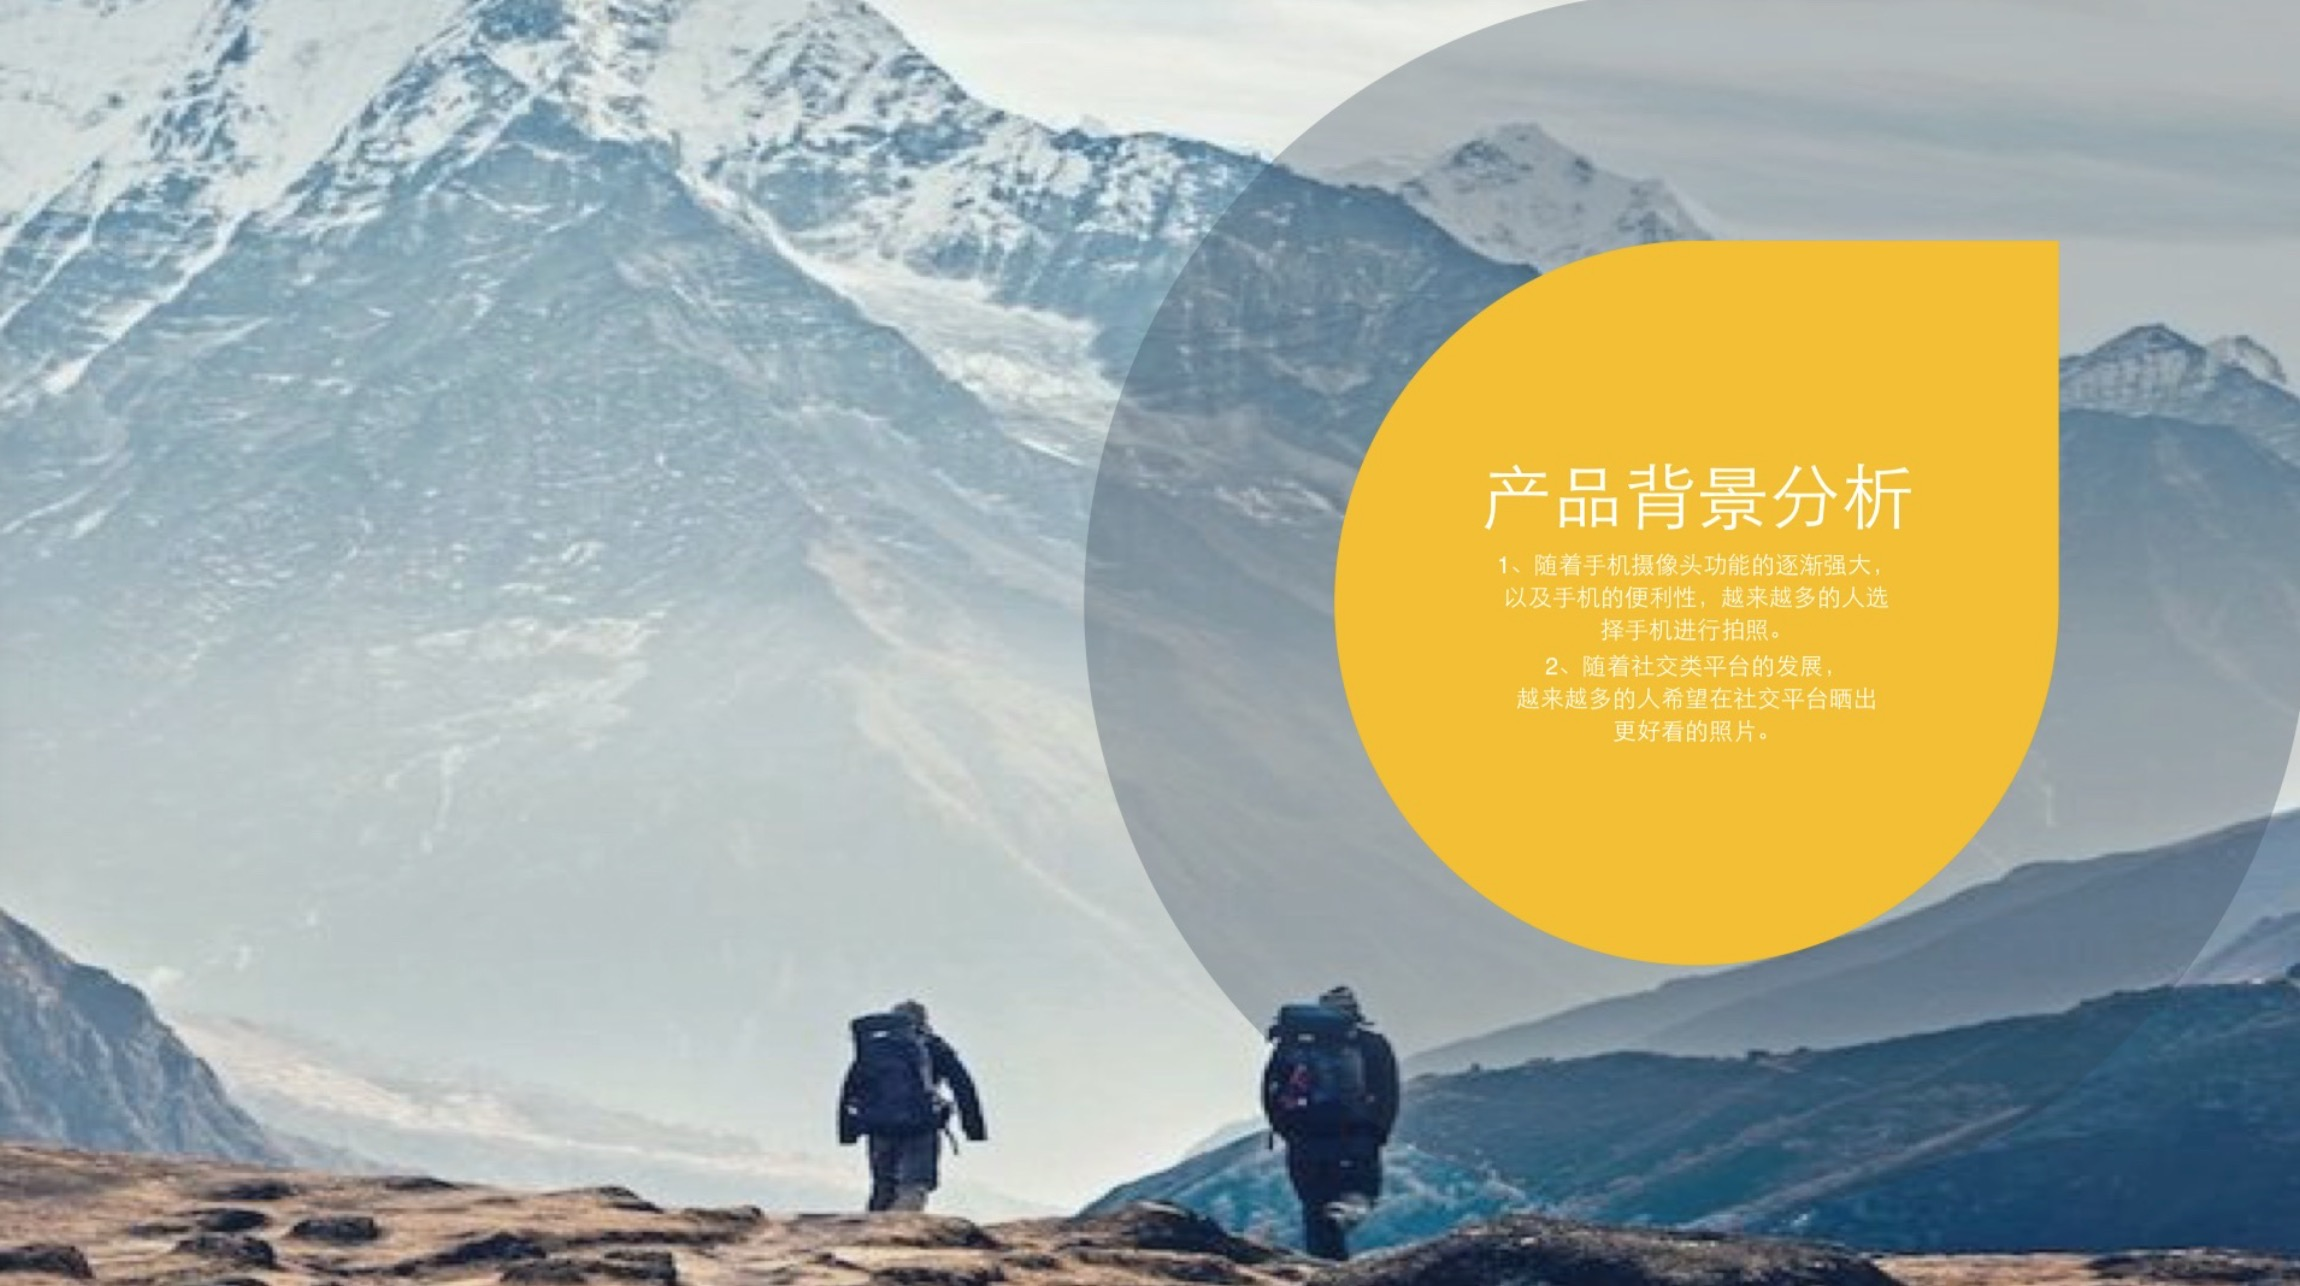 产品背景分析
1、随着手机摄像头功能的逐渐强大，
以及手机的便利性，越来越多的人选
择手机进行拍照。
2、随着社交类平台的发展，
越来越多的人希望在社交平台晒出
更好看的照片。